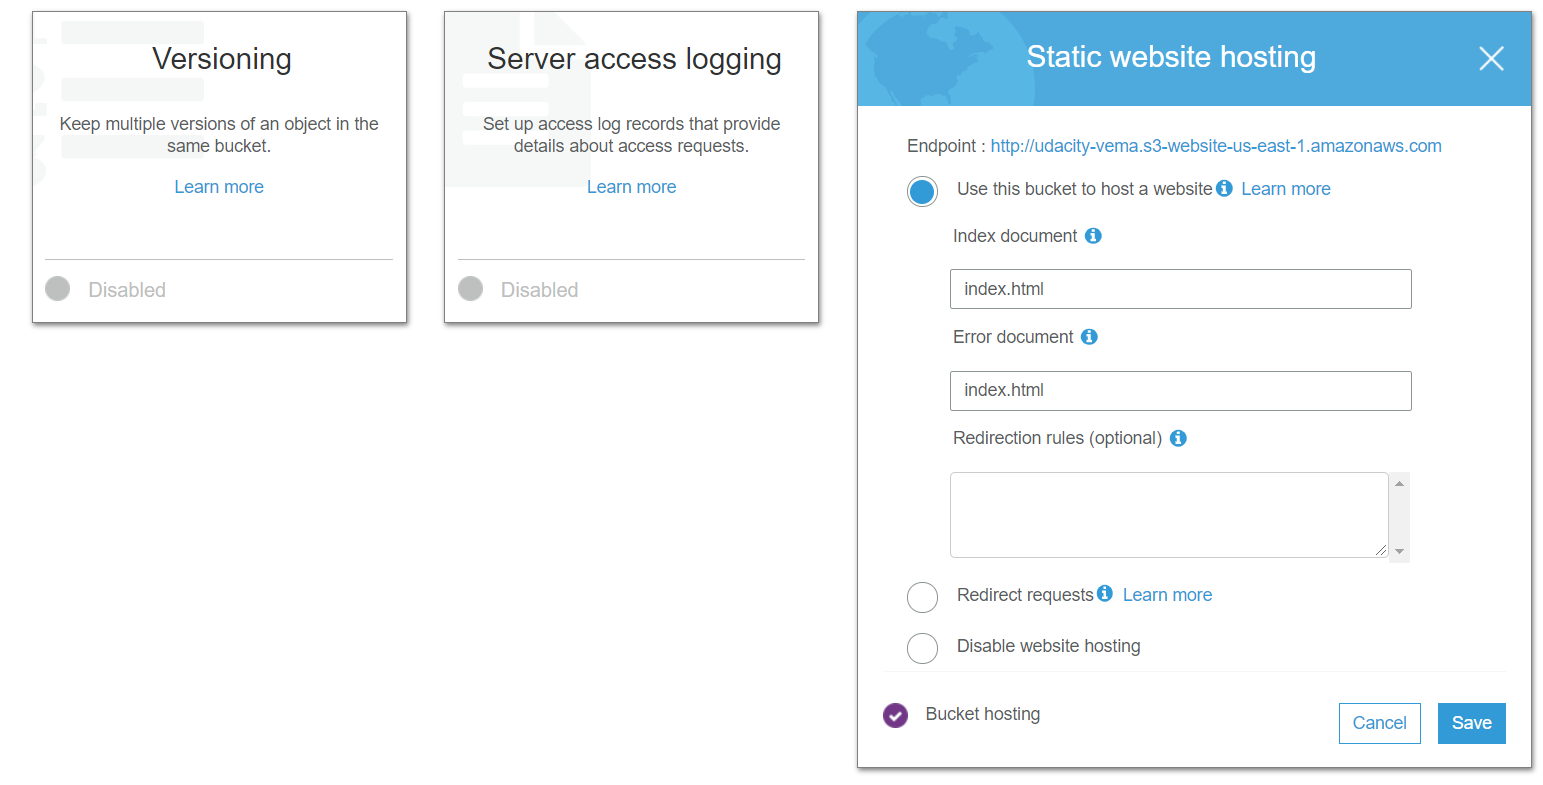 Versioning
Keep multiple versions of an object in the
same bucket.
Learn more
Disabled
Server access logging
Set up access log records that provide
details about access requests.
Learn more
Disabled
Static website hosting
Endpoint : http://udacity-vema.s3-website-us-east-1.amazonaws.com
Use this bucket to host a website Learn more
Index document
index.html
Error document
index.html
Redirection rules (optional)
Redirect requests Learn more
Disable website hosting
Bucket hosting
Cancel Save